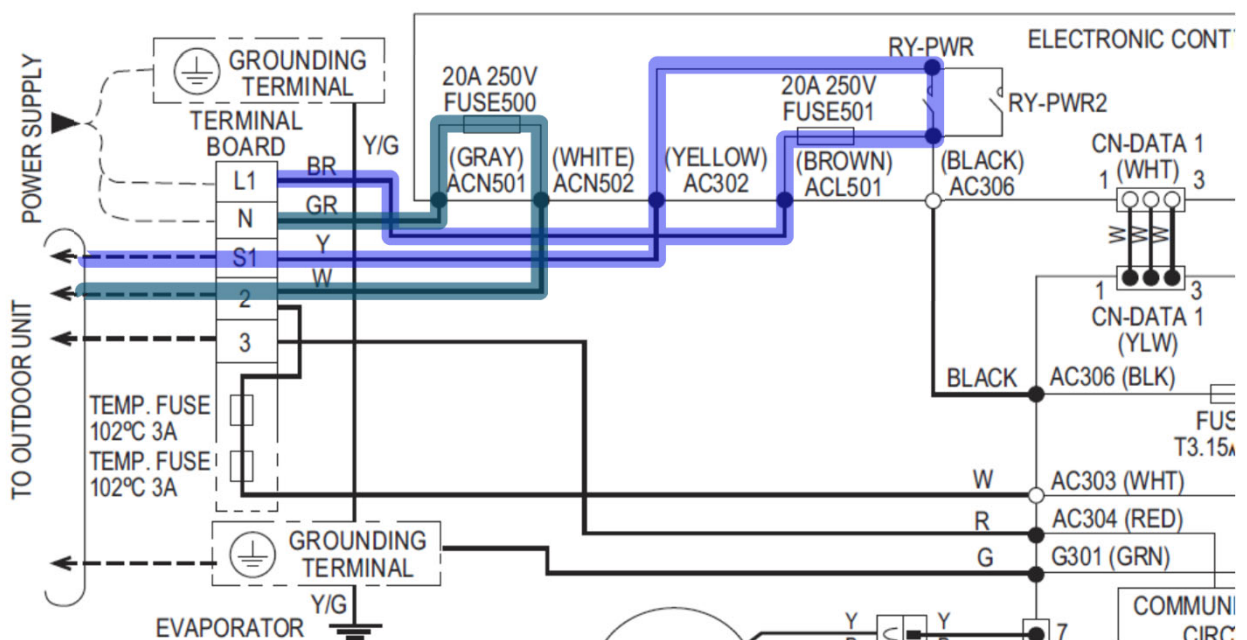 ELECTRONIC CONT
GROUNDING
TERMINAL
POWER SUPPLY
TERMINAL
BOARD
Y/G
20A 250V
FUSE500
RY-PWR
20A 250V
FUSE501
RY-PWR2
(GRAY)
ACN501
(WHITE)
ACN502
(YELLOW)
AC302
(BROWN)
ACL501
(BLACK)
AC306
CN-DATA 1
(WHT)
1
3
L1
BR
N
GR
S1
Y
2
W
3
W
W
W
1
3
CN-DATA 1
(YLW)
TO OUTDOOR UNIT
BLACK
AC306 (BLK)
FUS
T3.15A
TEMP. FUSE
102ºC 3A
TEMP. FUSE
102ºC 3A
W
AC303 (WHT)
R
AC304 (RED)
G
G301 (GRN)
GROUNDING
TERMINAL
Y/G
EVAPORATOR
COMMUNI
CIRC
Y
Y
7